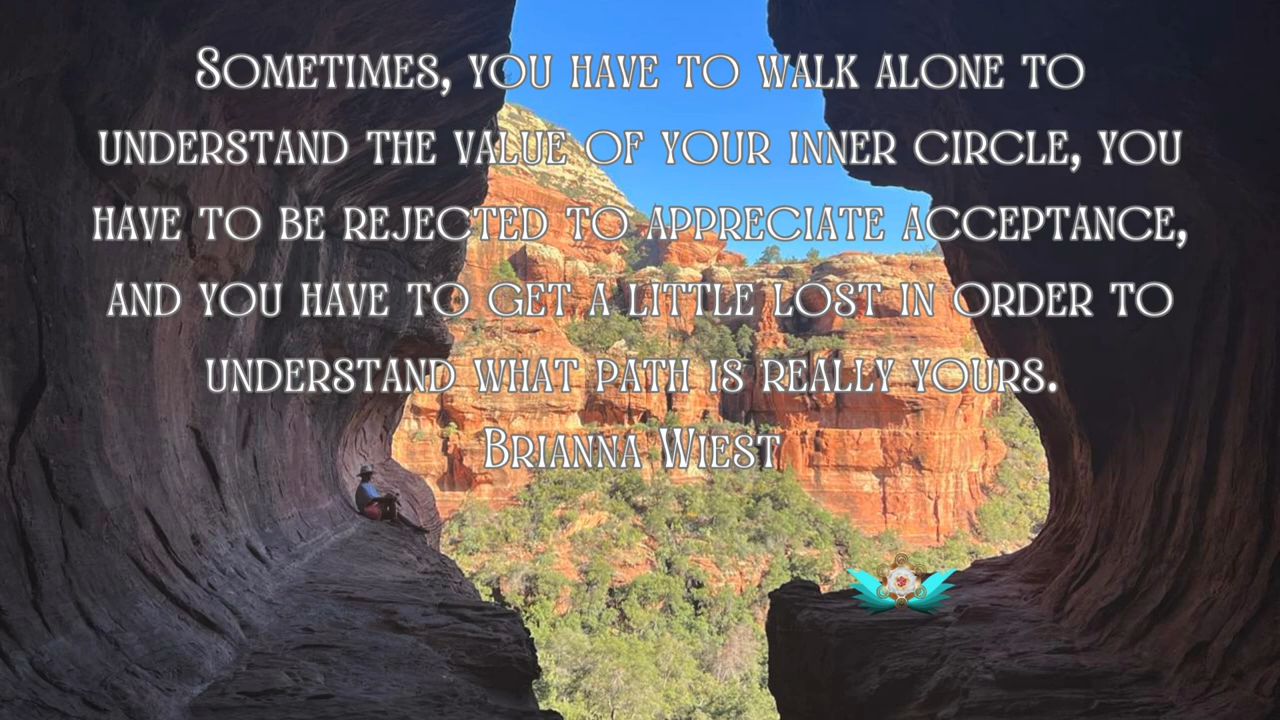 Sometimes, you have to walk alone to
understand the value of your inner circle, you
have to be rejected to appreciate acceptance,
and you have to get a little lost in order to
understand what path is really yours.
Brianna Wiest